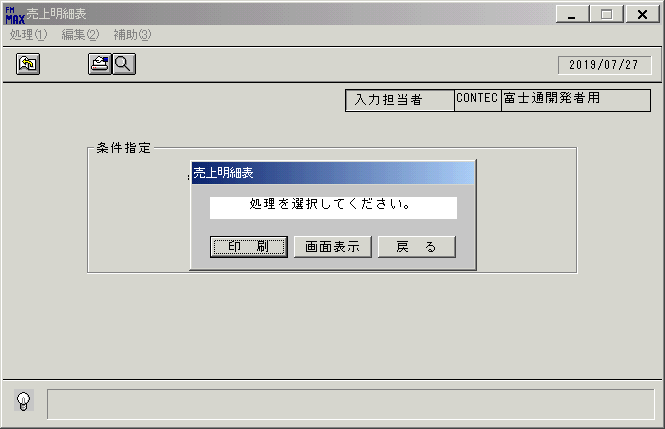 FM MAX 売上明細表
処理(1) 編集(2) 補助(3)
2019/07/27
入力担当者 CONTEC 富士通開発者用
条件指定
売上明細表
処理を選択してください。
印 刷 画面表示 戻 る